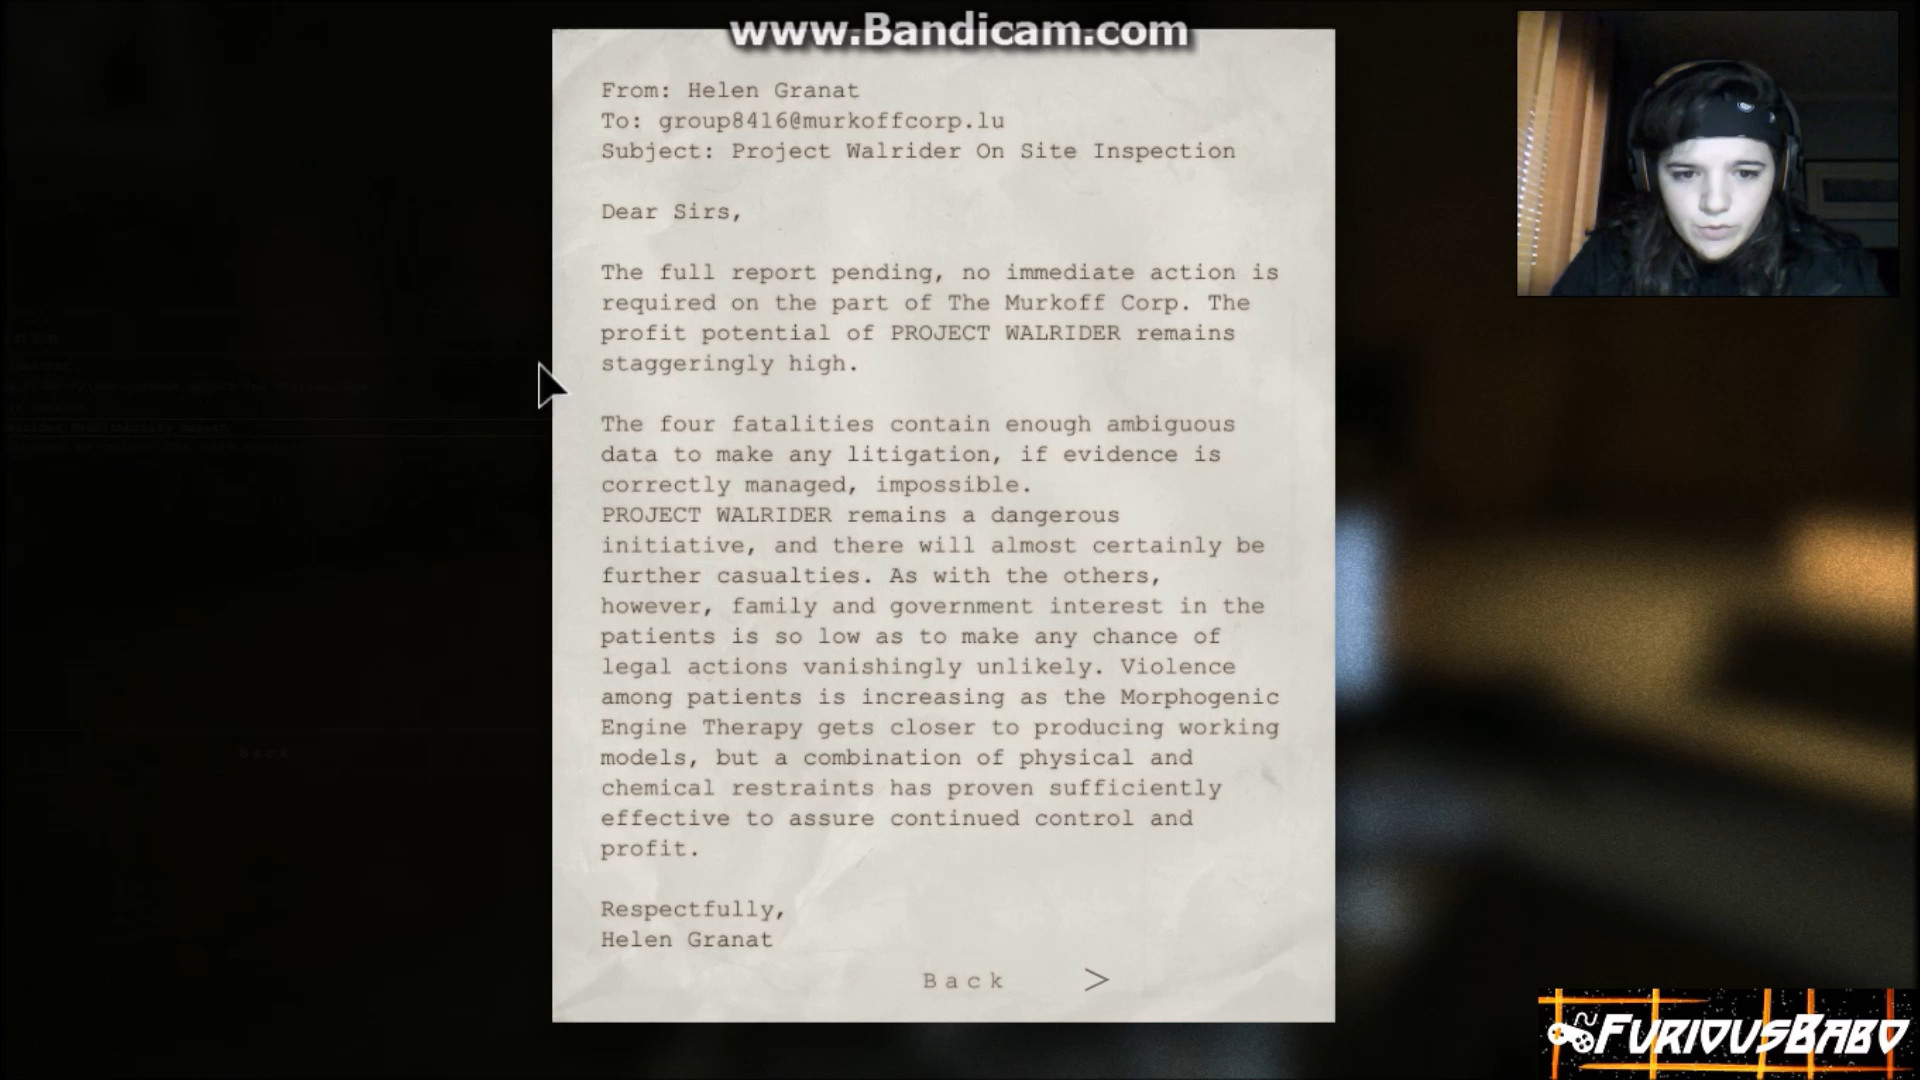 www.Bandicam.com
From: Helen Granat
To: group8416@murkoffcorp.lu
Subject: Project Walrider On Site Inspection
Dear Sirs,
The full report pending, no immediate action is
required on the part of The Murkoff Corp. The
profit potential of PROJECT WALRIDER remains
staggeringly high.
The four fatalities contain enough ambiguous
data to make any litigation, if evidence is
correctly managed, impossible.
PROJECT WALRIDER remains a dangerous
initiative, and there will almost certainly be
further casualties. As with the others,
however, family and government interest in the
patients is so low as to make any chance of
legal actions vanishingly unlikely. Violence
among patients is increasing as the Morphogenic
Engine Therapy gets closer to producing working
models, but a combination of physical and
chemical restraints has proven sufficiently
effective to assure continued control and
profit.
Respectfully,
Helen Granat
Back >
FURIOUSBABO